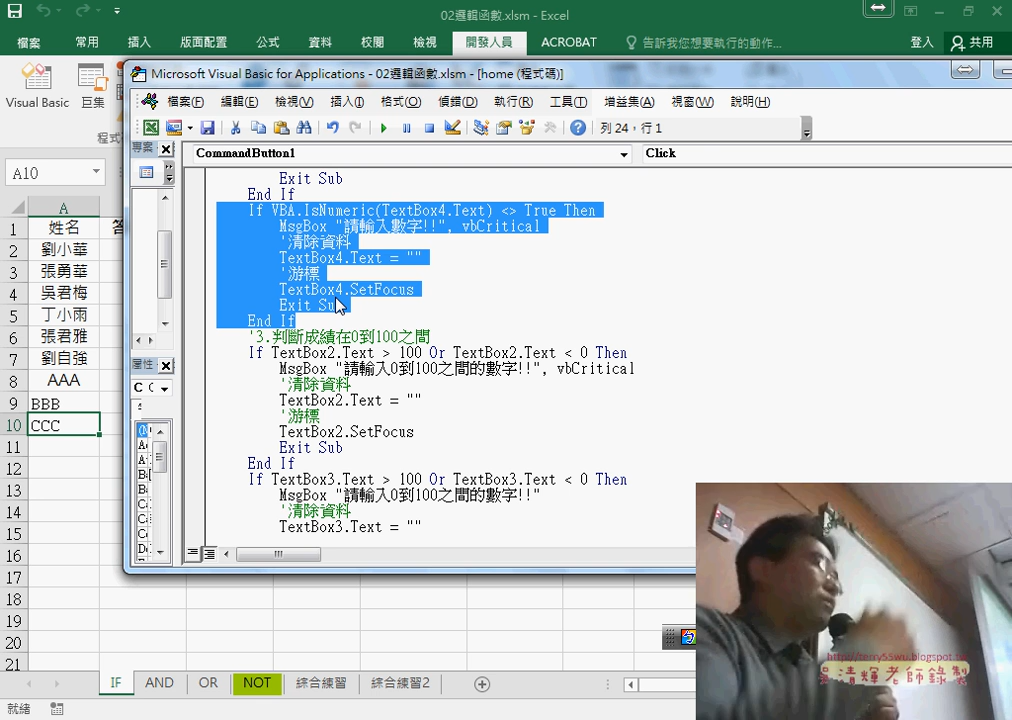 02邏輯函數.xlsm - Excel
檔案 常用 插入 版面配置 公式 資料 校閱 檢視 開發人員 ACROBAT 告訴我您想要執行的動作... 登入 共用
Visual Basic 巨集
Microsoft Visual Basic for Applications - 02邏輯函數.xlsm - [home (程式碼)]
檔案(F) 編輯(E) 檢視(V) 插入(I) 格式(O) 偵錯(D) 執行(R) 工具(T) 增益集(A) 視窗(W) 說明(H)
列 24，行 1
專案
屬性
CommandButton1 Click
Exit Sub
End If
If VBA.IsNumeric(TextBox4.Text) <> True Then
MsgBox "請輸入數字!!", vbCritical
'清除資料
TextBox4.Text = ""
'游標
TextBox4.SetFocus
Exit Sub
End If
'3.判斷成績在0到100之間
If TextBox2.Text > 100 Or TextBox2.Text < 0 Then
MsgBox "請輸入0到100之間的數字!!", vbCritical
'清除資料
TextBox2.Text = ""
'游標
TextBox2.SetFocus
Exit Sub
End If
If TextBox3.Text > 100 Or TextBox3.Text < 0 Then
MsgBox "請輸入0到100之間的數字!!"
'清除資料
TextBox3.Text = ""
A10
A
1 姓名
2 劉小華
3 張勇華
4 吳君梅
5 丁小雨
6 張君雅
7 劉自強
8 AAA
9 BBB
10 CCC
11
12
13
14
15
16
17
18
19
20
21
IF AND OR NOT 綜合練習 綜合練習2
就緒
http://terry55wu.blogspot.tw
吳清輝老師錄製